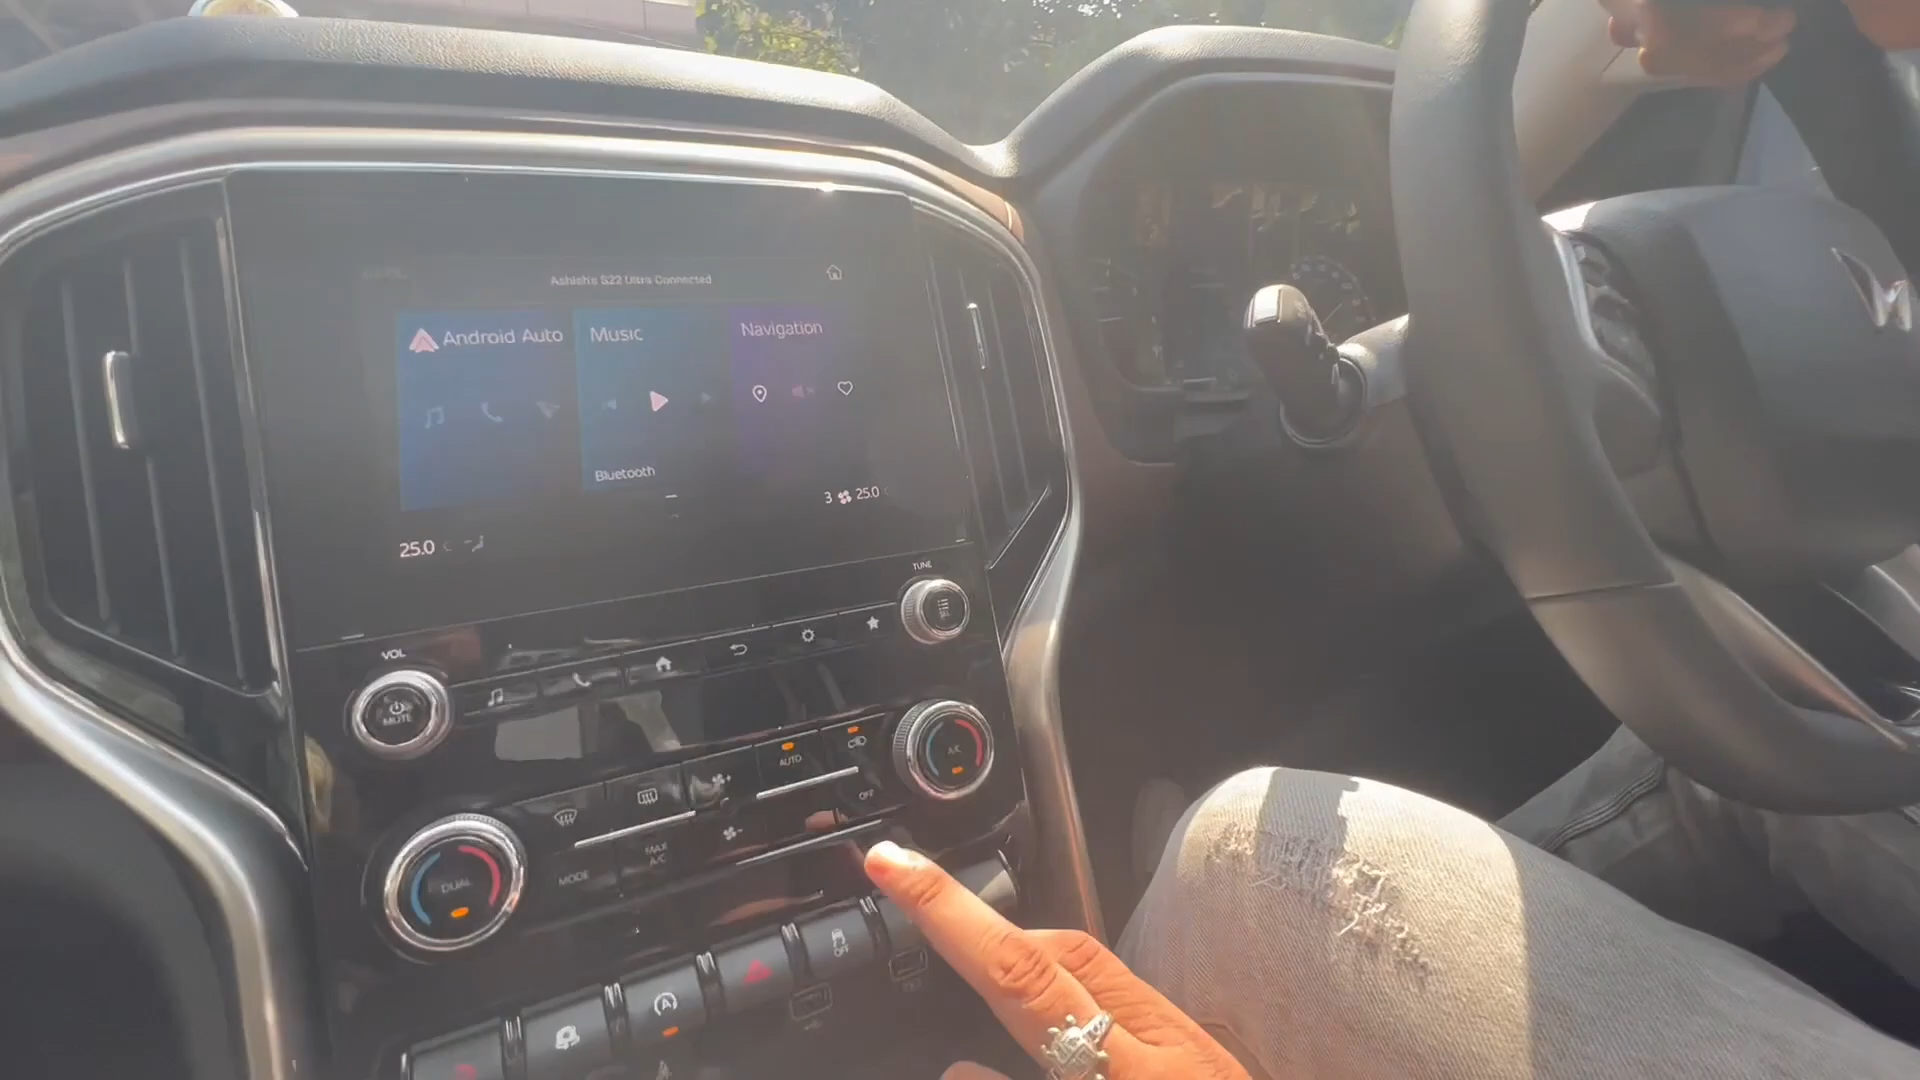 Ashish's S22 Ultra Connected
Android Auto
Music
Navigation
Bluetooth
3 25.0
25.0 C
TUNE
VOL
MUTE
AUTO
A/C
OFF
DUAL
MODE
MAX A/C
OFF